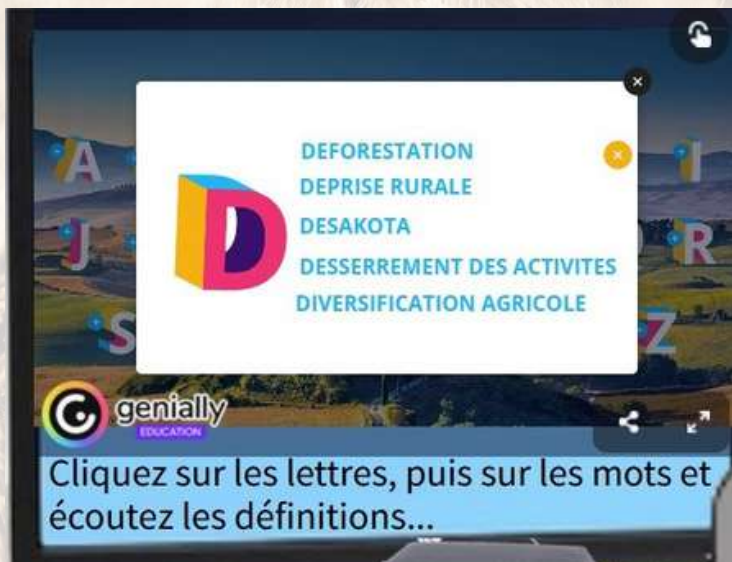 A
I
J
R
S
Z
D
DEFORESTATION
DEPRISE RURALE
DESAKOTA
DESSERREMENT DES ACTIVITES
DIVERSIFICATION AGRICOLE
genially
EDUCATION
Cliquez sur les lettres, puis sur les mots et
écoutez les définitions...